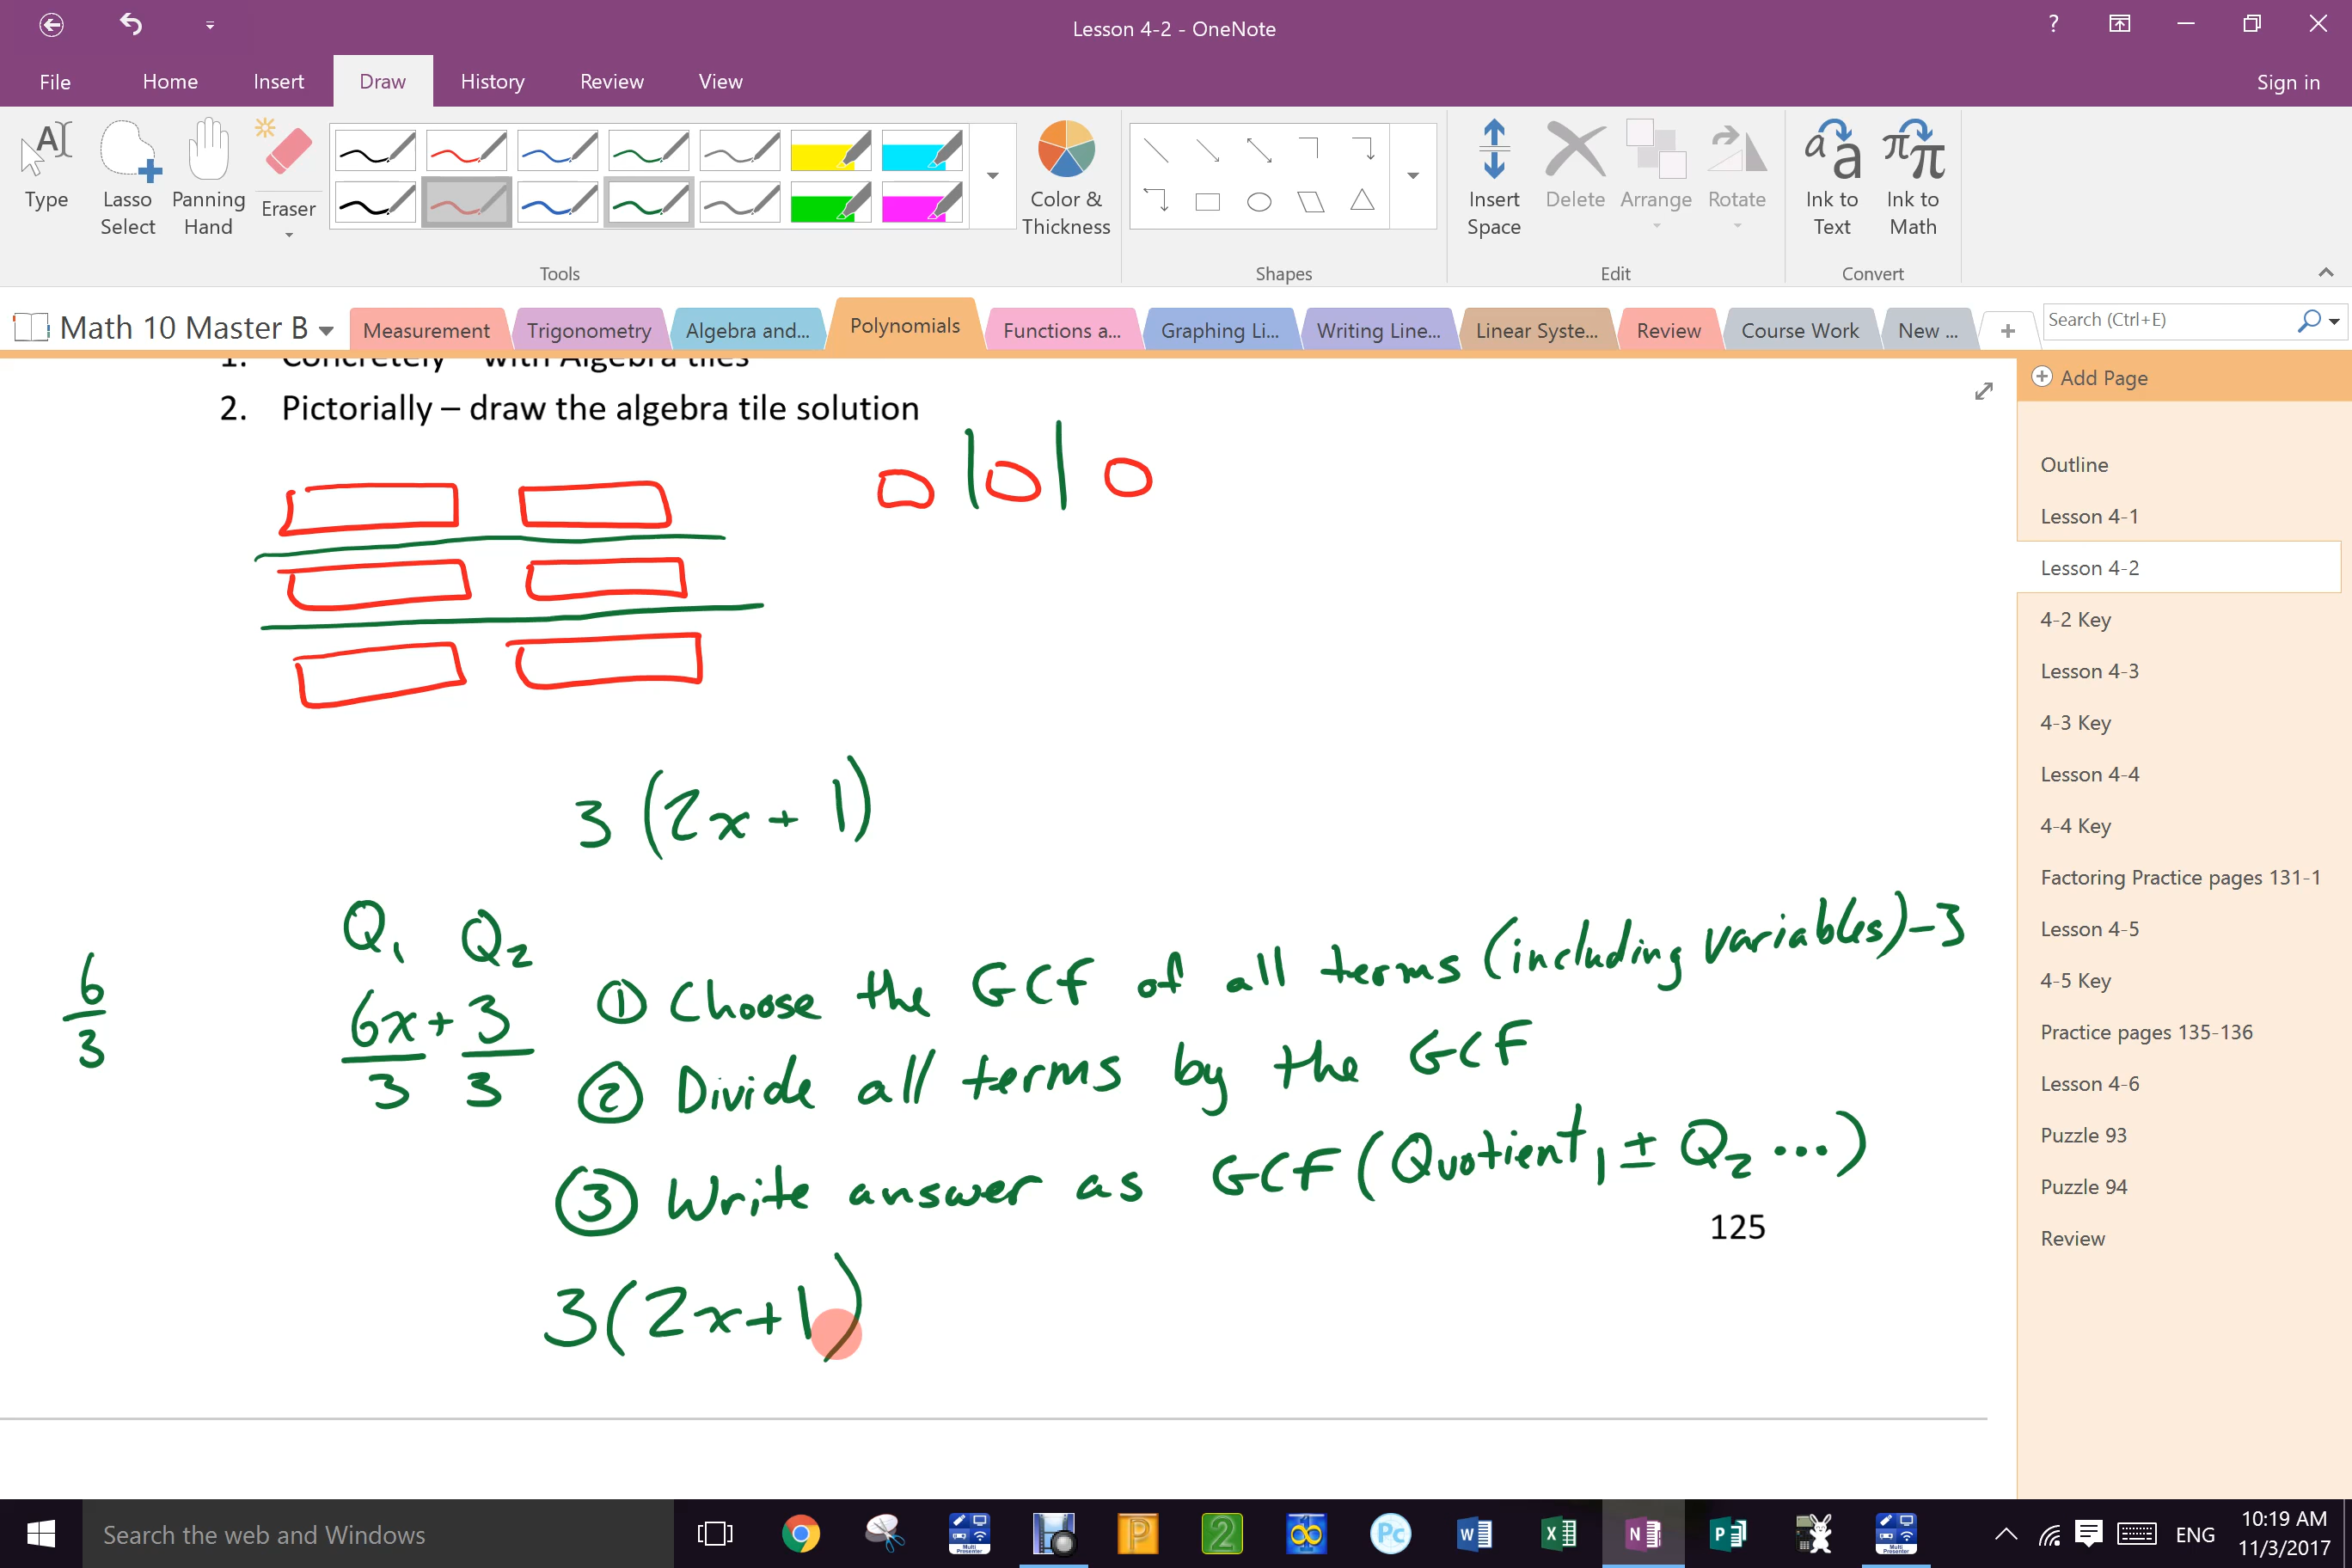 Lesson 4-2 - OneNote
?
File Home Insert Draw History Review View Sign in
Type
Lasso Select
Panning Hand
Eraser
Color & Thickness
Insert Space
Delete
Arrange
Rotate
Ink to Text
Ink to Math
Tools Shapes Edit Convert
Math 10 Master B Measurement Trigonometry Algebra and... Polynomials Functions a... Graphing Li... Writing Line... Linear Syste... Review Course Work New ... + Search (Ctrl+E)
Add Page
Outline
Lesson 4-1
Lesson 4-2
4-2 Key
Lesson 4-3
4-3 Key
Lesson 4-4
4-4 Key
Factoring Practice pages 131-1
Lesson 4-5
4-5 Key
Practice pages 135-136
Lesson 4-6
Puzzle 93
Puzzle 94
Review
1. Concretely – with Algebra tiles
2. Pictorially – draw the algebra tile solution
3 (2x + 1)
Q₁ Q₂
6/3
6x/3 + 3/3
① Choose the GCF of all terms (including variables) - 3
② Divide all terms by the GCF
③ Write answer as GCF (Quotient₁ ± Q₂ ...)
125
3(2x+1)
Search the web and Windows
ENG
10:19 AM
11/3/2017